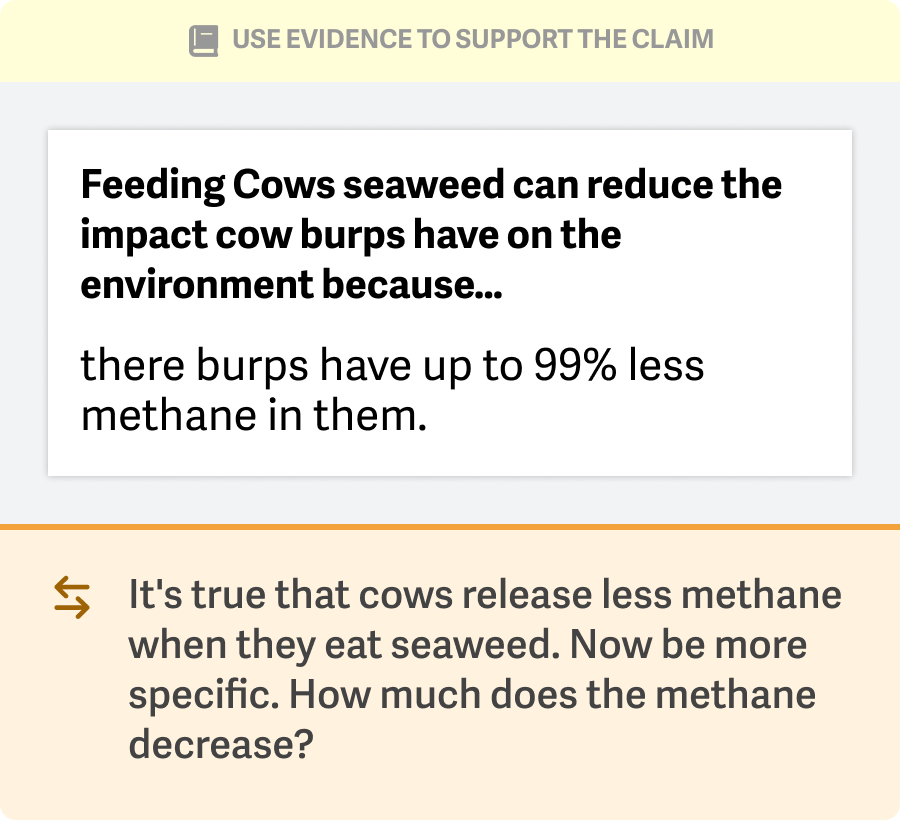 USE EVIDENCE TO SUPPORT THE CLAIM
Feeding Cows seaweed can reduce the
impact cow burps have on the
environment because...
there burps have up to 99% less
methane in them.
It's true that cows release less methane
when they eat seaweed. Now be more
specific. How much does the methane
decrease?